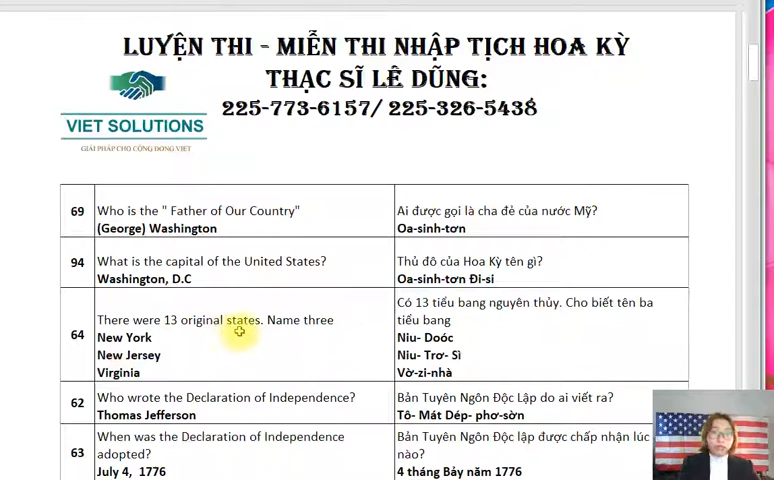 LUYỆN THI - MIỄN THI NHẬP TỊCH HOA KỲ
THẠC SĨ LÊ DŨNG:
225-773-6157/ 225-326-5438
VIET SOLUTIONS
GIẢI PHÁP CHO CỘNG ĐỒNG VIỆT
69
Who is the " Father of Our Country"
(George) Washington
Ai được gọi là cha đẻ của nước Mỹ?
Oa-sinh-tơn
94
What is the capital of the United States?
Washington, D.C
Thủ đô của Hoa Kỳ tên gì?
Oa-sinh-tơn Đi-si
64
There were 13 original states. Name three
New York
New Jersey
Virginia
Có 13 tiểu bang nguyên thủy. Cho biết tên ba
tiểu bang
Niu- Doóc
Niu- Trơ- Sì
Vờ-zi-nhà
62
Who wrote the Declaration of Independence?
Thomas Jefferson
Bản Tuyên Ngôn Độc Lập do ai viết ra?
Tô- Mát Dép- phơ-sờn
63
When was the Declaration of Independence
adopted?
July 4, 1776
Bản Tuyên Ngôn Độc lập được chấp nhận lúc
nào?
4 tháng Bảy năm 1776